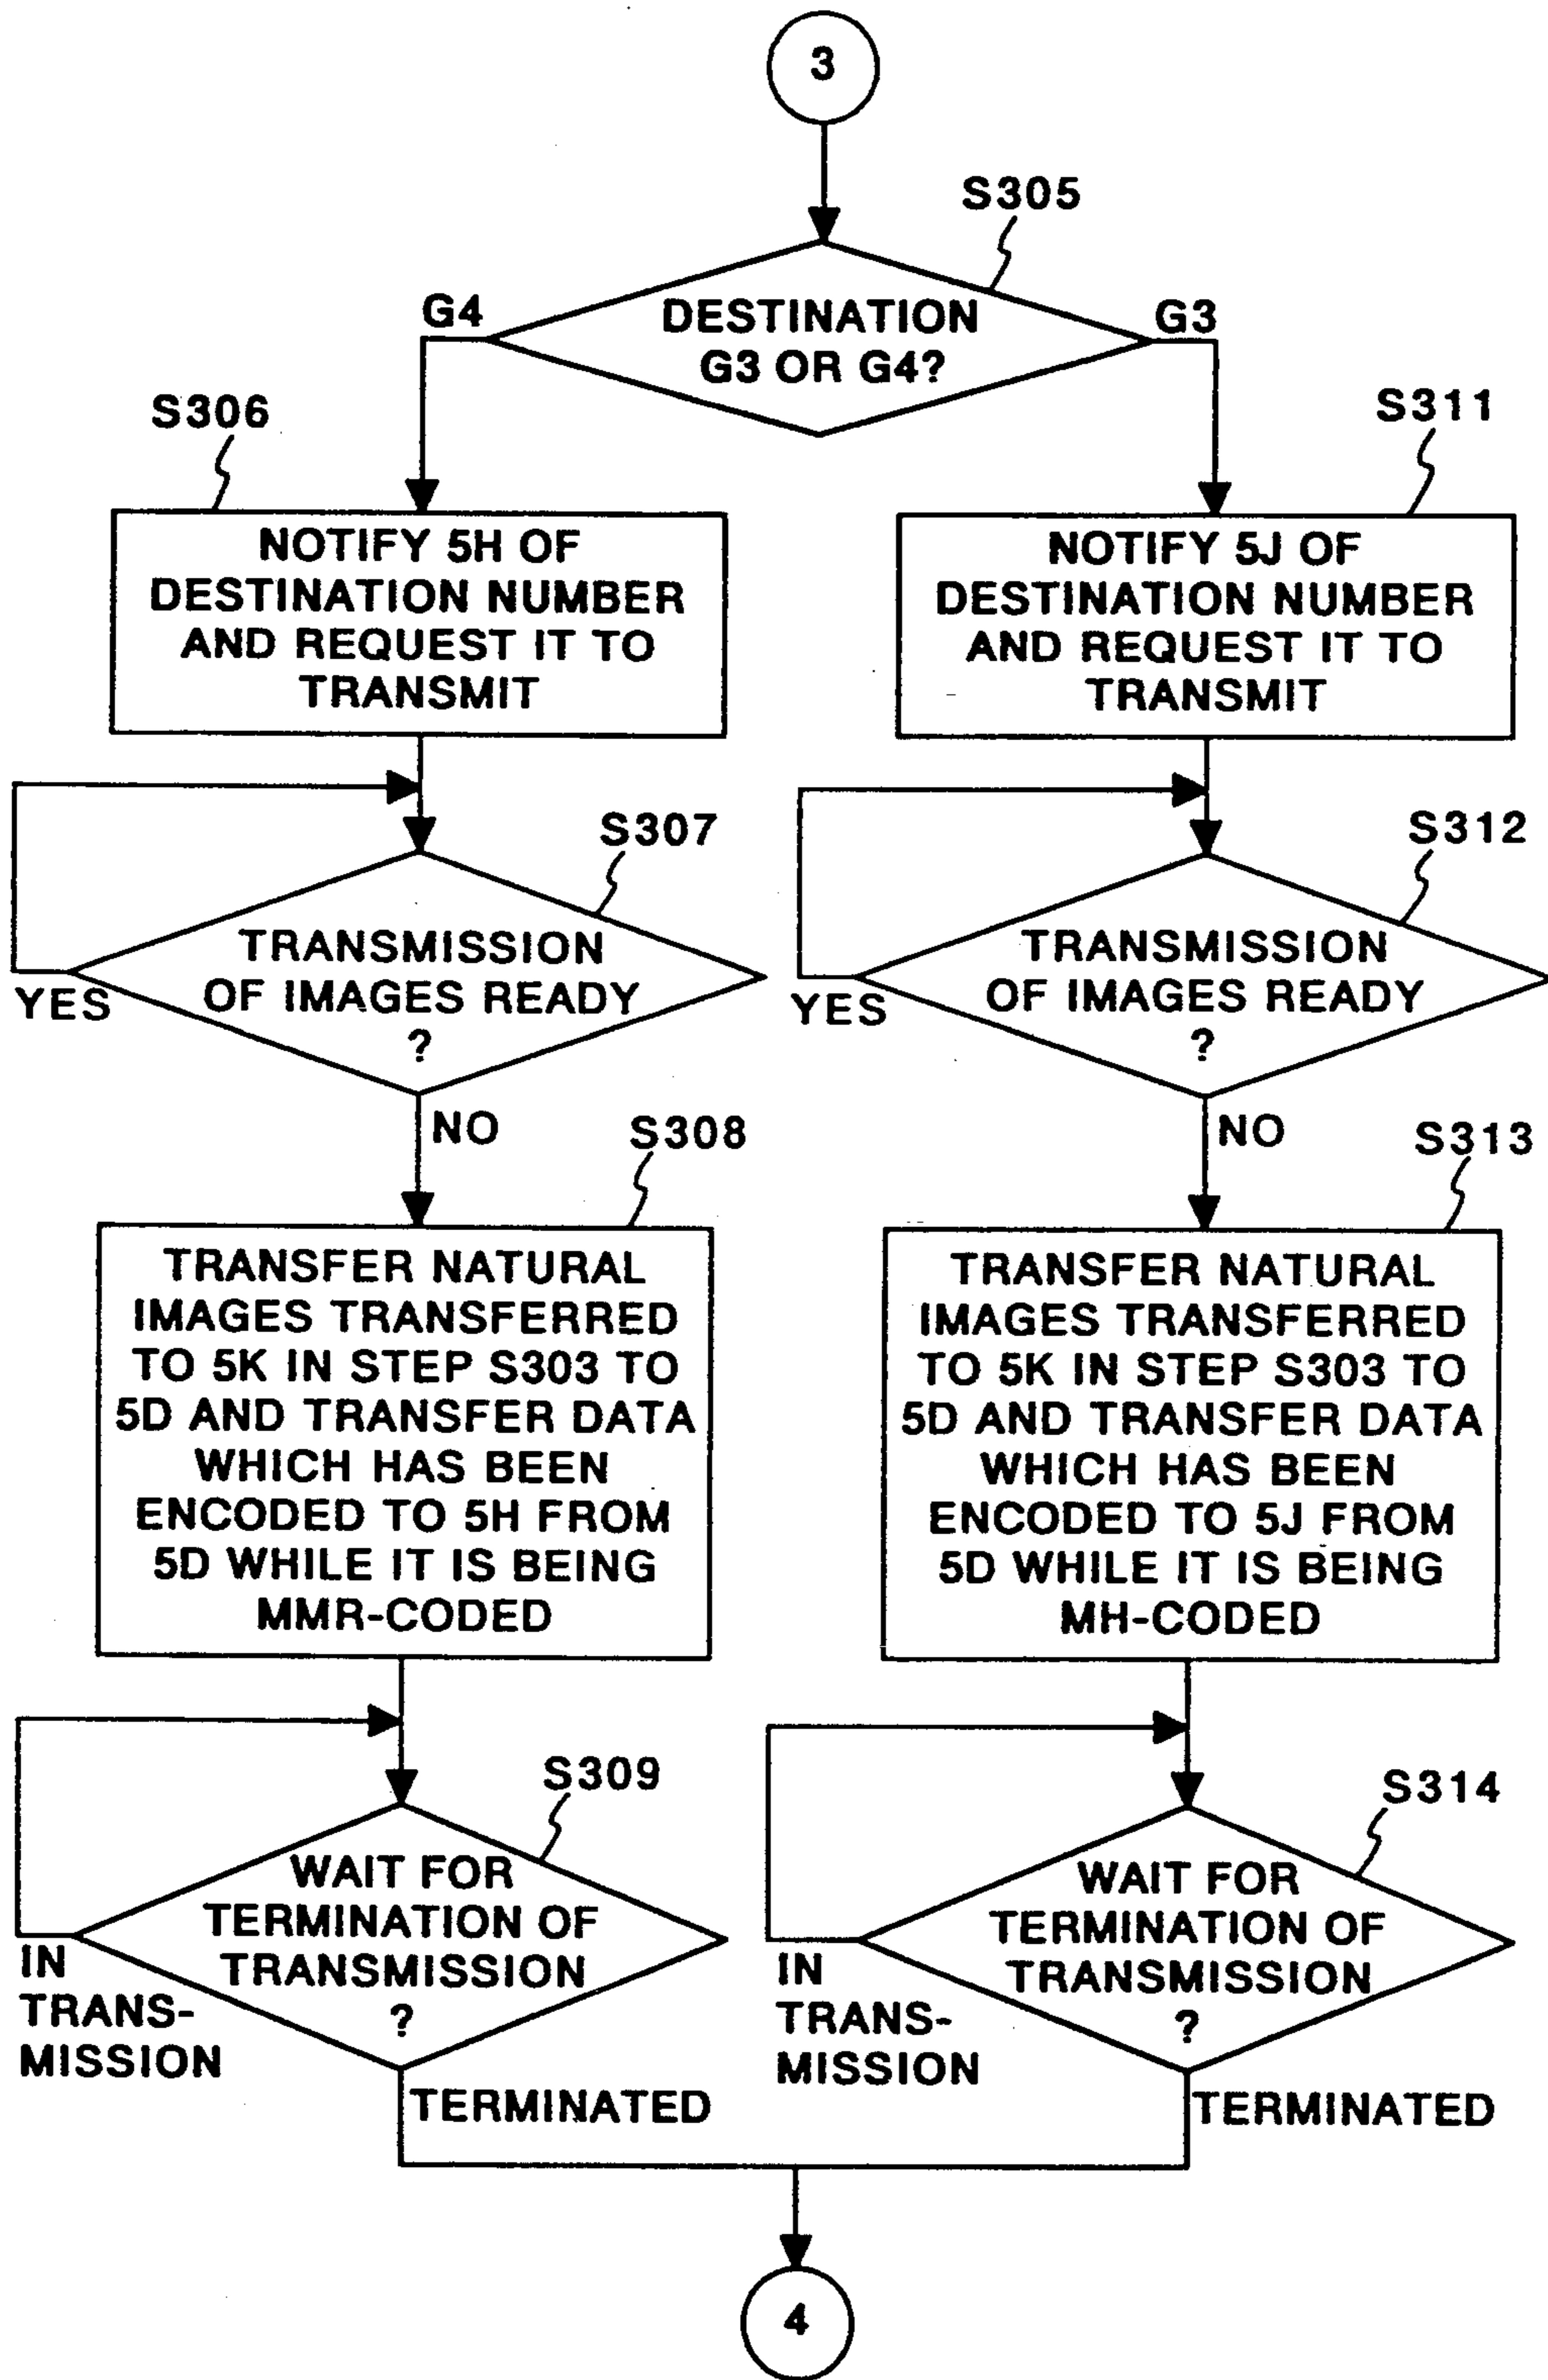 3
S305
G4
DESTINATION
G3 OR G4?
G3
S306
NOTIFY 5H OF
DESTINATION NUMBER
AND REQUEST IT TO
TRANSMIT
S307
TRANSMISSION
OF IMAGES READY
?
YES
NO
S308
TRANSFER NATURAL
IMAGES TRANSFERRED
TO 5K IN STEP S303 TO
5D AND TRANSFER DATA
WHICH HAS BEEN
ENCODED TO 5H FROM
5D WHILE IT IS BEING
MMR-CODED
S309
WAIT FOR
TERMINATION OF
TRANSMISSION
?
IN
TRANS-
MISSION
TERMINATED
S311
NOTIFY 5J OF
DESTINATION NUMBER
AND REQUEST IT TO
TRANSMIT
S312
TRANSMISSION
OF IMAGES READY
?
YES
NO
S313
TRANSFER NATURAL
IMAGES TRANSFERRED
TO 5K IN STEP S303 TO
5D AND TRANSFER DATA
WHICH HAS BEEN
ENCODED TO 5J FROM
5D WHILE IT IS BEING
MH-CODED
S314
WAIT FOR
TERMINATION OF
TRANSMISSION
?
IN
TRANS-
MISSION
TERMINATED
4